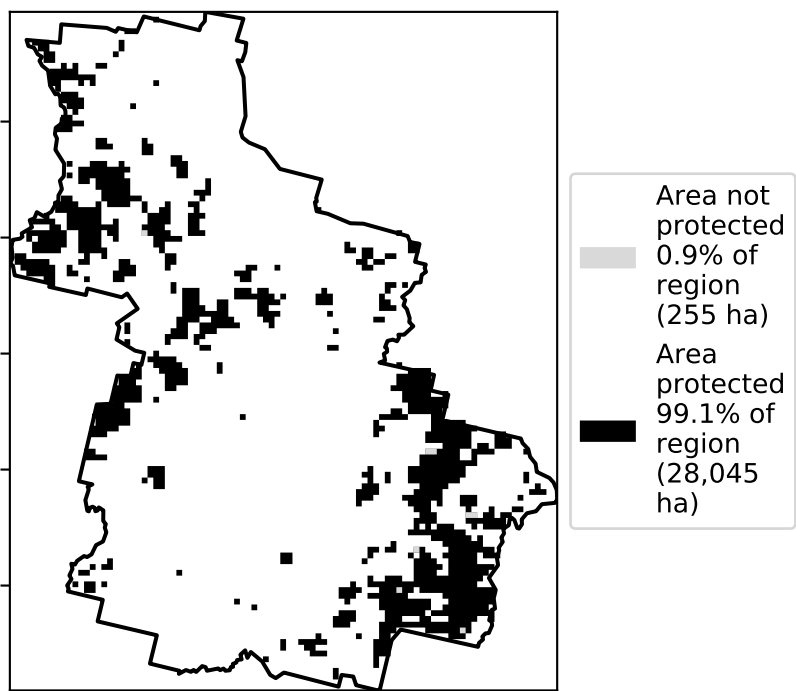 Area not
protected
0.9% of
region
(255 ha)
Area
protected
99.1% of
region
(28,045
ha)